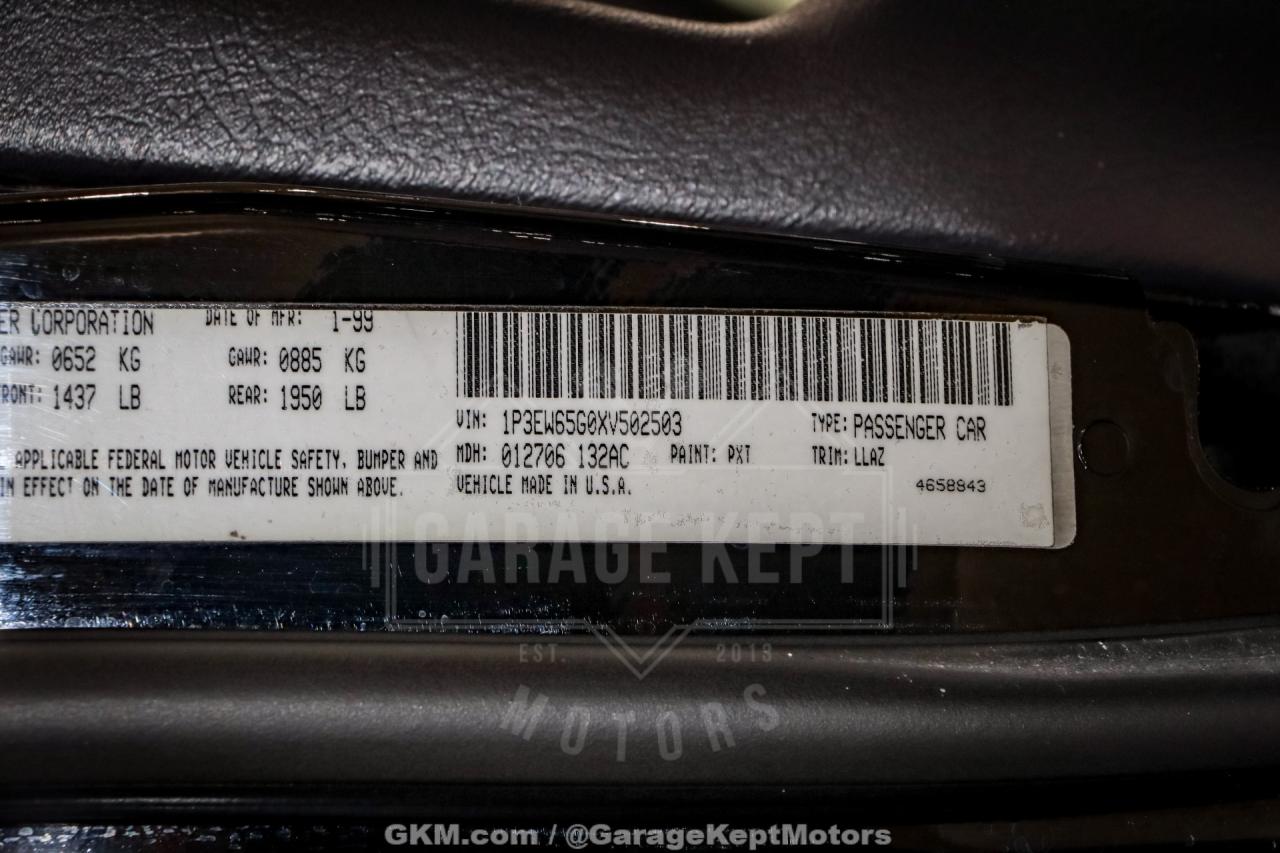 ER CORPORATION DATE OF MFR: 1-99
GAWR: 0652 KG GAWR: 0885 KG
FRONT: 1437 LB REAR: 1950 LB
VIN: 1P3EW65G0XV502503 TYPE: PASSENGER CAR
APPLICABLE FEDERAL MOTOR VEHICLE SAFETY, BUMPER AND MDH: 012706 132AC PAINT: PXT TRIM: LLAZ
IN EFFECT ON THE DATE OF MANUFACTURE SHOWN ABOVE. VEHICLE MADE IN U.S.A. 4658943
GARAGE KEPT
EST. 2013
MOTORS
GKM.com / @GarageKeptMotors